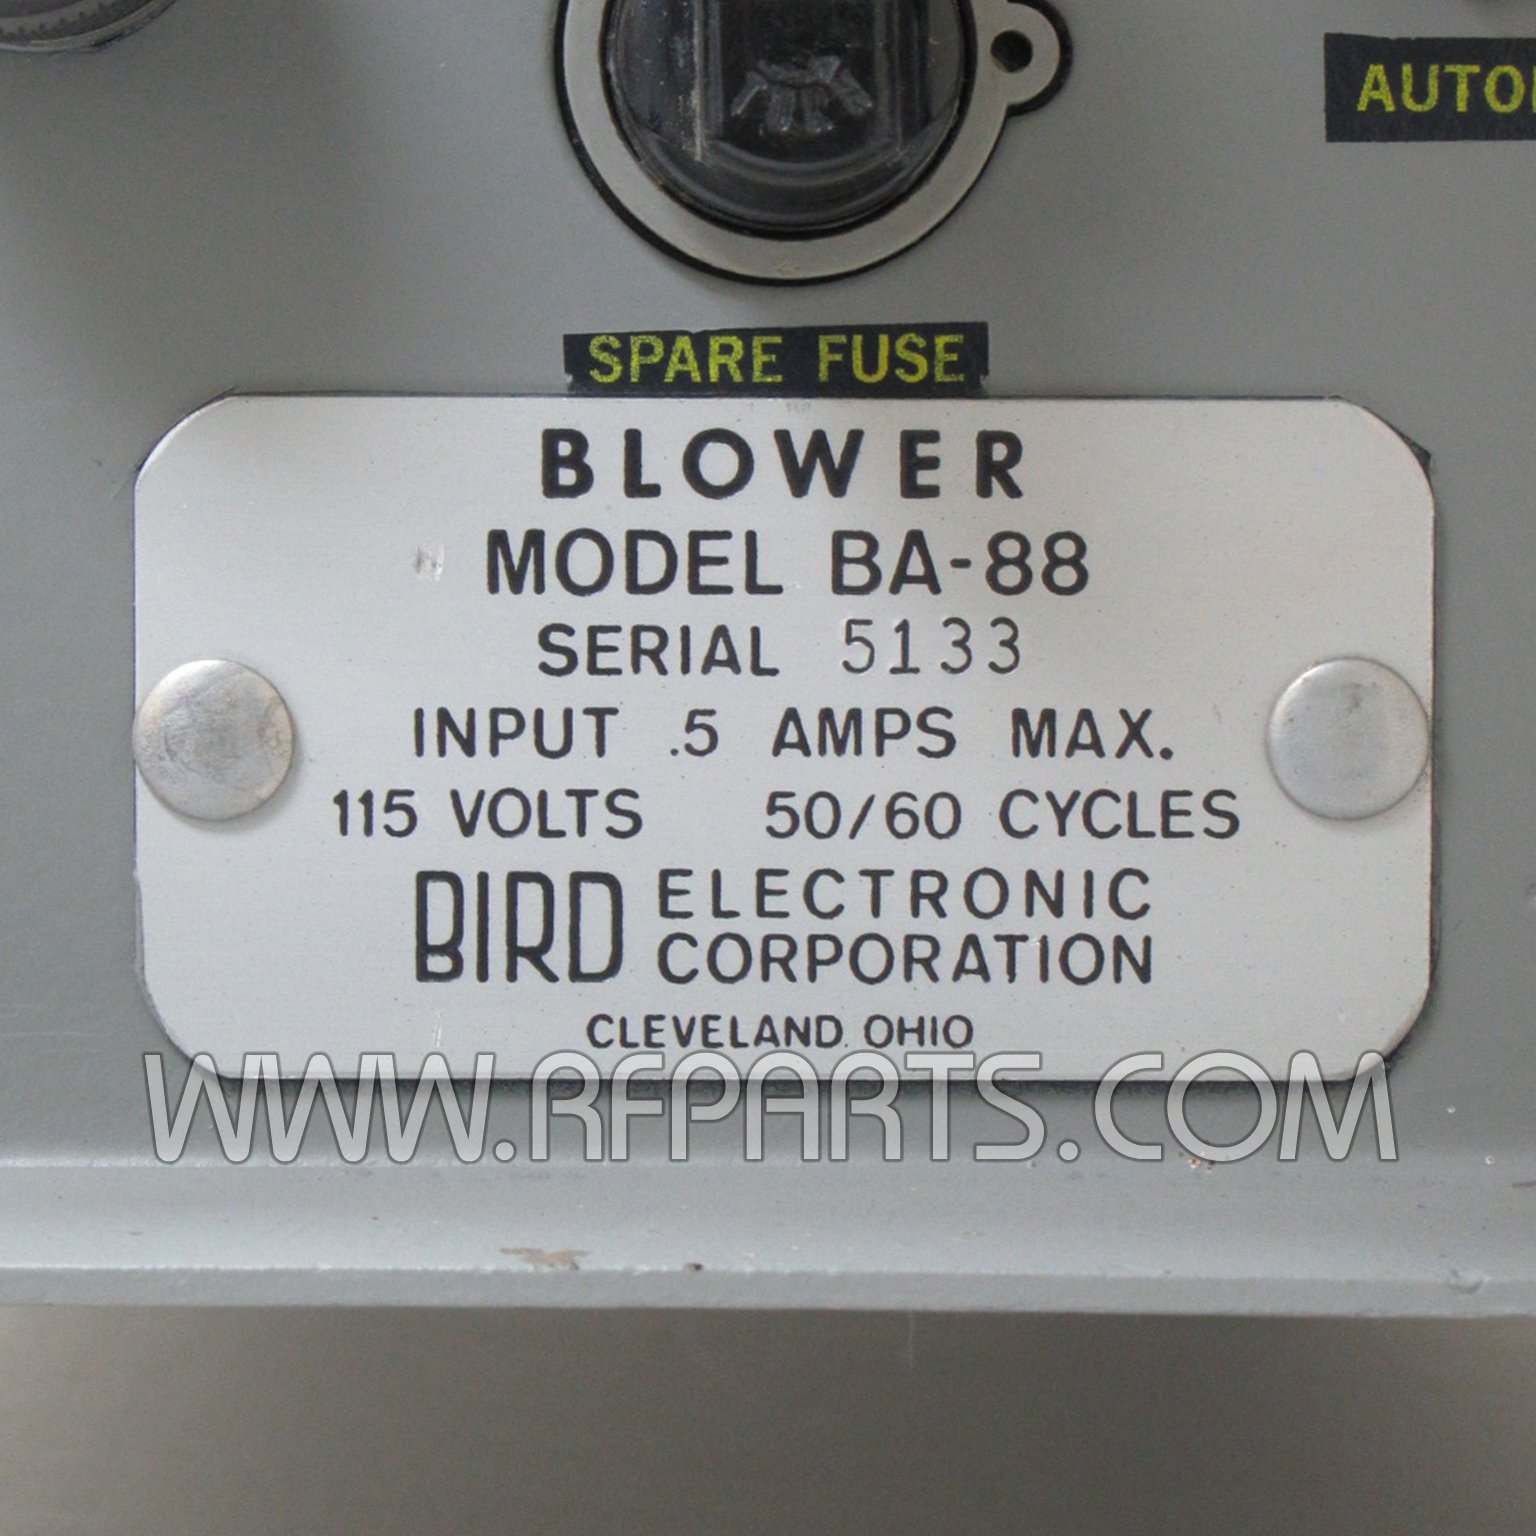 AUTO
SPARE FUSE
BLOWER
MODEL BA-88
SERIAL 5133
INPUT .5 AMPS MAX.
115 VOLTS 50/60 CYCLES
BIRD ELECTRONIC
CORPORATION
CLEVELAND, OHIO
WWW.RFPARTS.COM